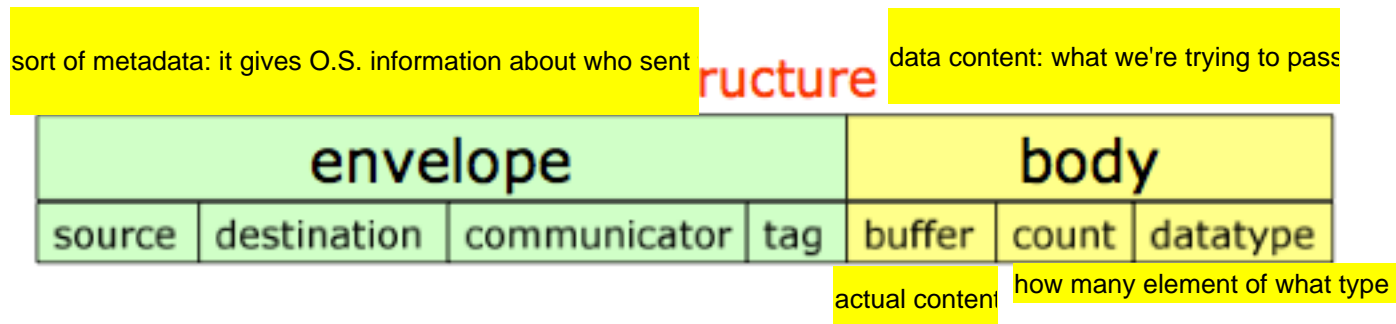 sort of metadata: it gives O.S. information about who sent
data content: what we're trying to pass
ructure
envelope body
source destination communicator tag buffer count datatype
actual content
how many element of what type